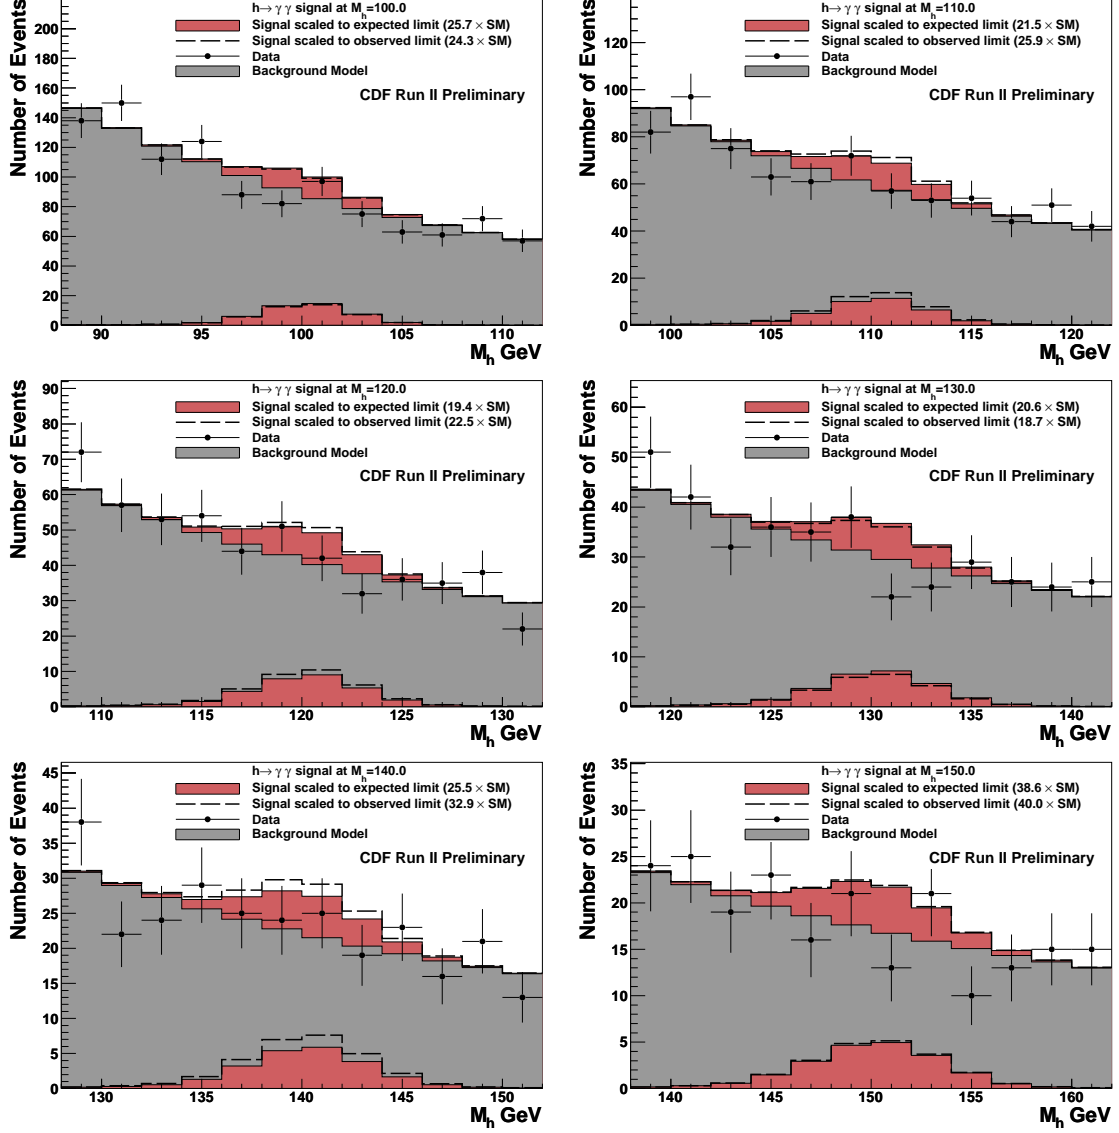 h→γ γ signal at Mh=100.0
Signal scaled to expected limit (25.7 × SM)
Signal scaled to observed limit (24.3 × SM)
Data
Background Model
CDF Run II Preliminary
Number of Events
200
180
160
140
120
100
80
60
40
20
0
90 95 100 105 110
Mh GeV
h→γ γ signal at Mh=110.0
Signal scaled to expected limit (21.5 × SM)
Signal scaled to observed limit (25.9 × SM)
Data
Background Model
CDF Run II Preliminary
Number of Events
120
100
80
60
40
20
0
100 105 110 115 120
Mh GeV
h→γ γ signal at Mh=120.0
Signal scaled to expected limit (19.4 × SM)
Signal scaled to observed limit (22.5 × SM)
Data
Background Model
CDF Run II Preliminary
Number of Events
90
80
70
60
50
40
30
20
10
0
110 115 120 125 130
Mh GeV
h→γ γ signal at Mh=130.0
Signal scaled to expected limit (20.6 × SM)
Signal scaled to observed limit (18.7 × SM)
Data
Background Model
CDF Run II Preliminary
Number of Events
60
50
40
30
20
10
0
120 125 130 135 140
Mh GeV
h→γ γ signal at Mh=140.0
Signal scaled to expected limit (25.5 × SM)
Signal scaled to observed limit (32.9 × SM)
Data
Background Model
CDF Run II Preliminary
Number of Events
45
40
35
30
25
20
15
10
5
0
130 135 140 145 150
Mh GeV
h→γ γ signal at Mh=150.0
Signal scaled to expected limit (38.6 × SM)
Signal scaled to observed limit (40.0 × SM)
Data
Background Model
CDF Run II Preliminary
Number of Events
35
30
25
20
15
10
5
0
140 145 150 155 160
Mh GeV